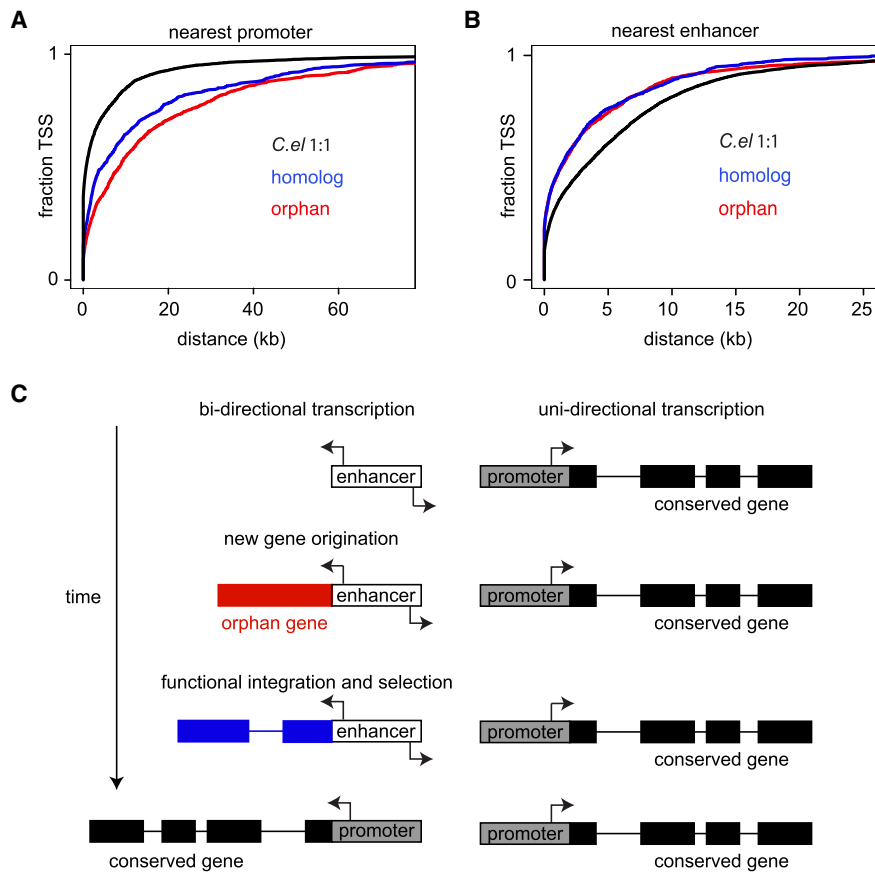 A
nearest promoter
1
fraction TSS
0
C.el 1:1
homolog
orphan
0 20 40 60
distance (kb)
B
nearest enhancer
1
fraction TSS
0
C.el 1:1
homolog
orphan
0 5 10 15 20 25
distance (kb)
C
bi-directional transcription
uni-directional transcription
enhancer
promoter
conserved gene
new gene origination
enhancer
promoter
orphan gene
conserved gene
time
functional integration and selection
enhancer
promoter
conserved gene
promoter
promoter
conserved gene
conserved gene